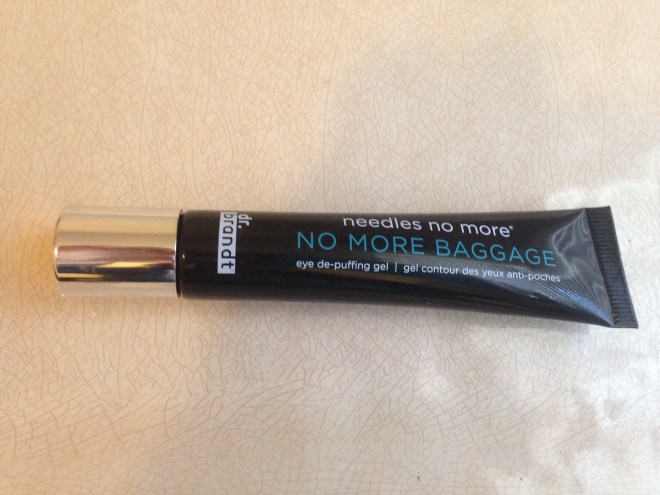 dr.
brandt
needles no more®
NO MORE BAGGAGE
eye de-puffing gel | gel contour des yeux anti-poches